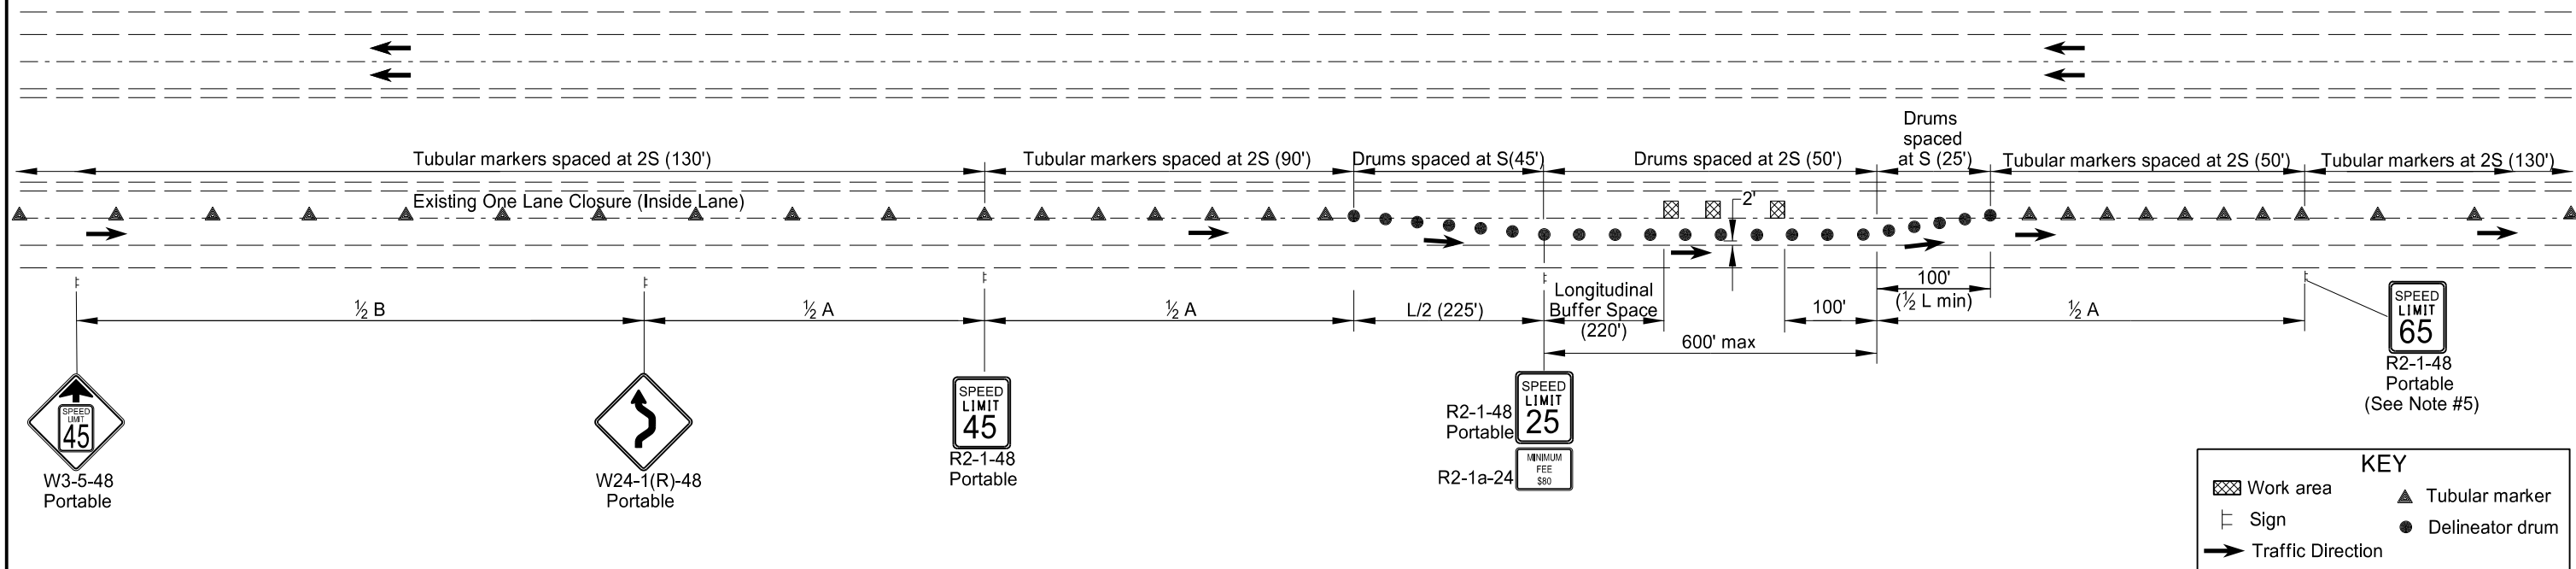 Drums
spaced
at S (25')
Tubular markers spaced at 2S (130')
Tubular markers spaced at 2S (90')
Drums spaced at S(45')
Drums spaced at 2S (50')
Tubular markers spaced at 2S (50')
Tubular markers at 2S (130')
Existing One Lane Closure (Inside Lane)
2'
½ B
½ A
½ A
L/2 (225')
Longitudinal
Buffer Space
(220')
100'
100'
(½ L min)
½ A
600' max
SPEED
LIMIT
65
R2-1-48
Portable
(See Note #5)
SPEED
LIMIT
45
W3-5-48
Portable
W24-1(R)-48
Portable
SPEED
LIMIT
45
R2-1-48
Portable
R2-1-48
Portable
SPEED
LIMIT
25
R2-1a-24
MINIMUM
FEE
$80
KEY
Work area
Tubular marker
Sign
Delineator drum
Traffic Direction